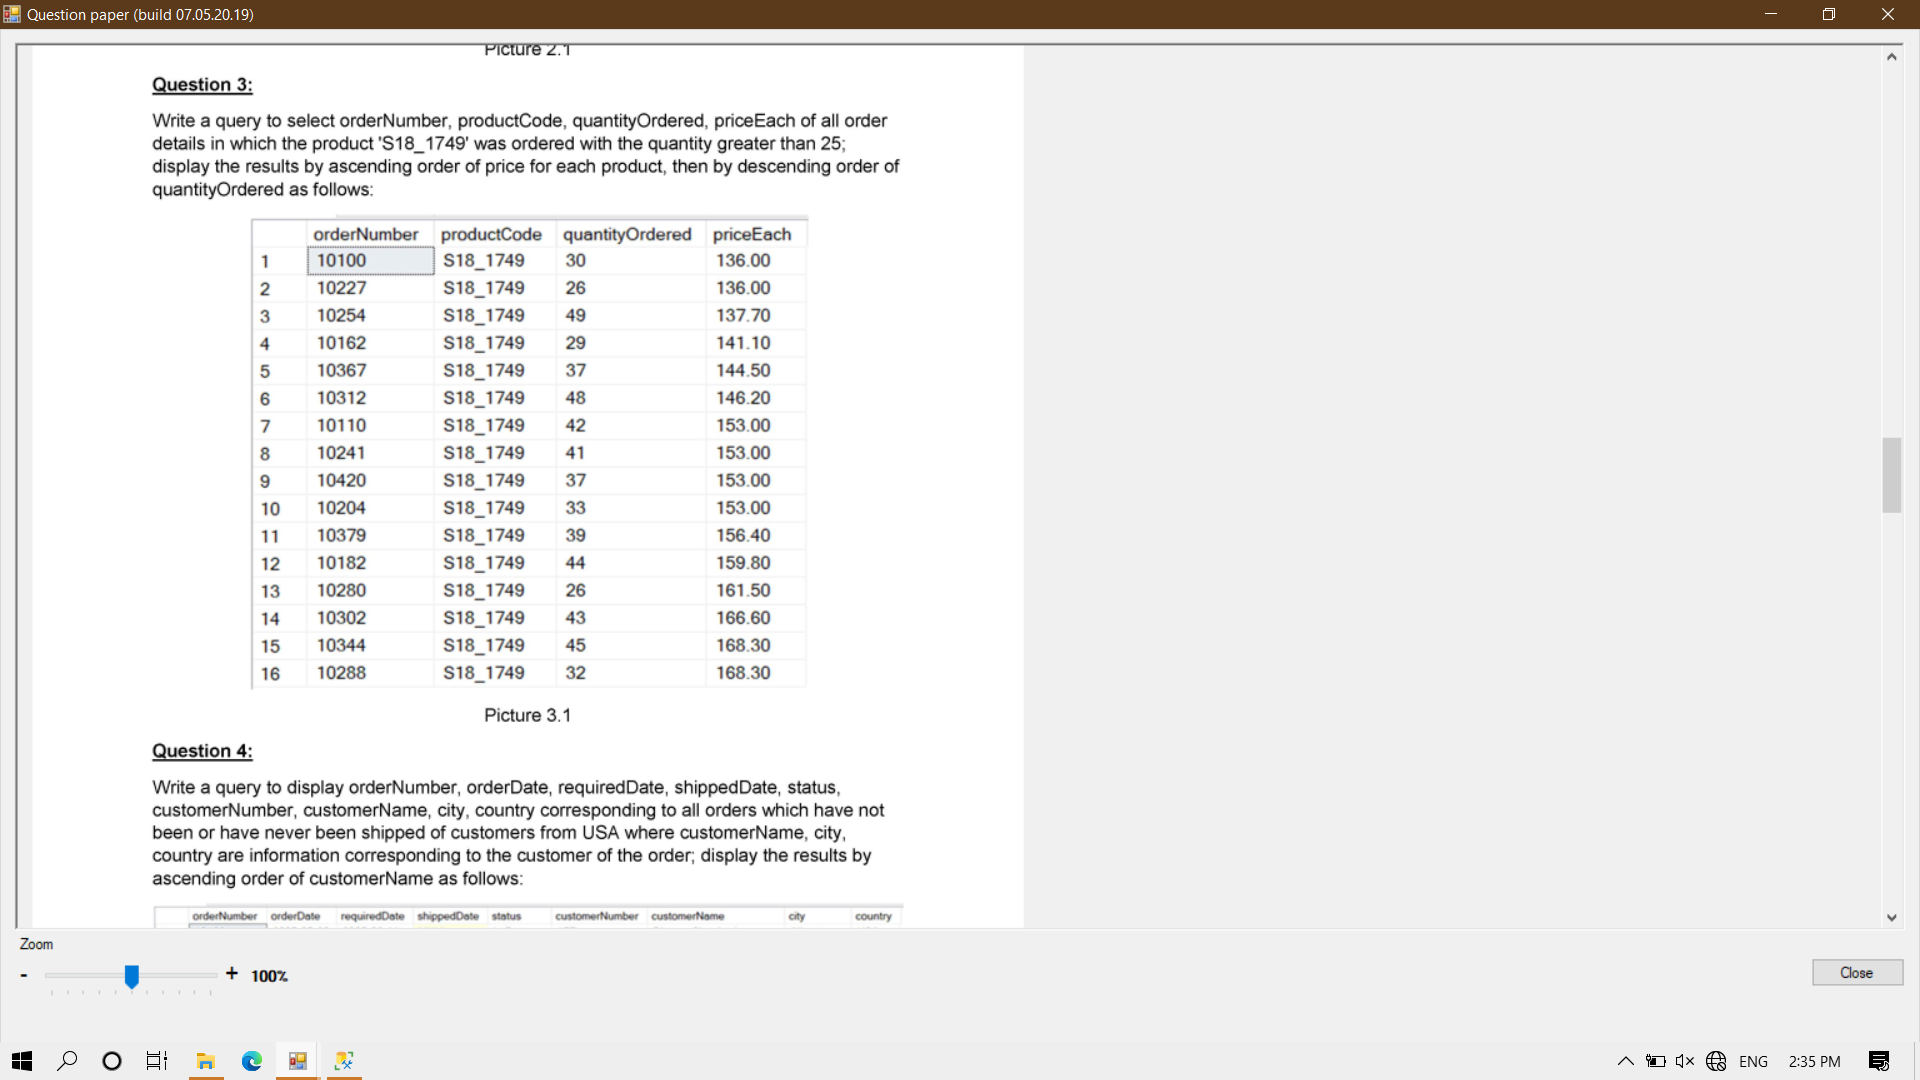 Question paper (build 07.05.20.19)
Picture 2.1
Question 3:
Write a query to select orderNumber, productCode, quantityOrdered, priceEach of all order
details in which the product 'S18_1749' was ordered with the quantity greater than 25;
display the results by ascending order of price for each product, then by descending order of
quantityOrdered as follows:
orderNumber productCode quantityOrdered priceEach
1 10100 S18_1749 30 136.00
2 10227 S18_1749 26 136.00
3 10254 S18_1749 49 137.70
4 10162 S18_1749 29 141.10
5 10367 S18_1749 37 144.50
6 10312 S18_1749 48 146.20
7 10110 S18_1749 42 153.00
8 10241 S18_1749 41 153.00
9 10420 S18_1749 37 153.00
10 10204 S18_1749 33 153.00
11 10379 S18_1749 39 156.40
12 10182 S18_1749 44 159.80
13 10280 S18_1749 26 161.50
14 10302 S18_1749 43 166.60
15 10344 S18_1749 45 168.30
16 10288 S18_1749 32 168.30
Picture 3.1
Question 4:
Write a query to display orderNumber, orderDate, requiredDate, shippedDate, status,
customerNumber, customerName, city, country corresponding to all orders which have not
been or have never been shipped of customers from USA where customerName, city,
country are information corresponding to the customer of the order; display the results by
ascending order of customerName as follows:
orderNumber orderDate requiredDate shippedDate status customerNumber customerName city country
Zoom
- + 100%
Close
ENG 2:35 PM